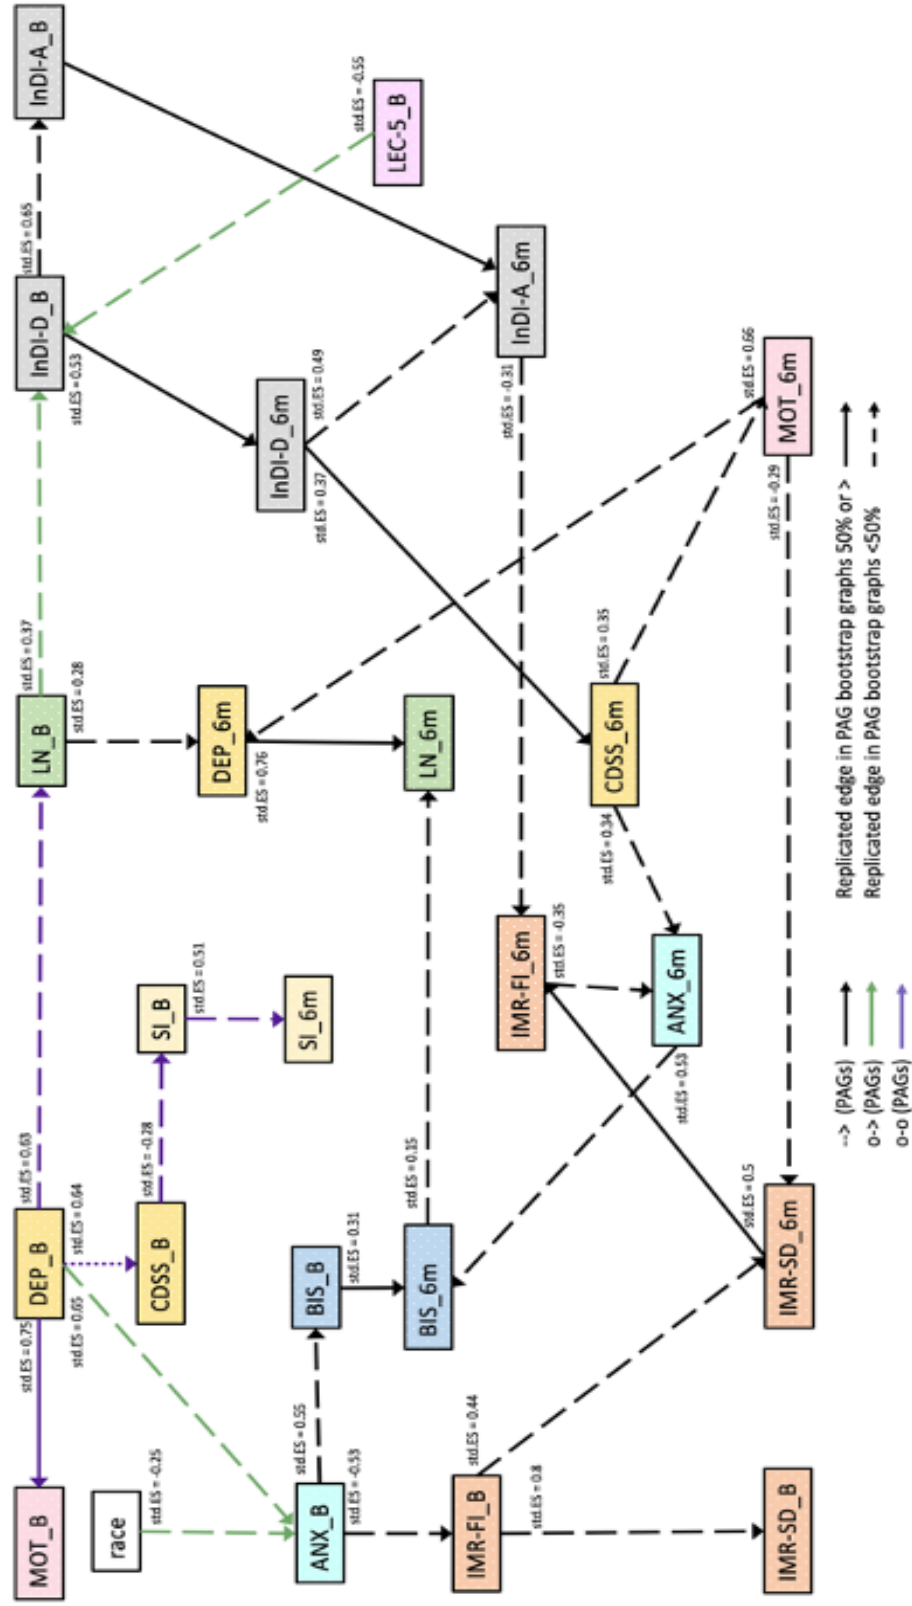 InDI-A_B
std.ES = 0.65
std.ES = -0.55
LEC-5_B
InDI-D_B
std.ES = 0.53
InDI-A_6m
std.ES = 0.49
InDI-D_6m
std.ES = 0.37
std.ES = -0.31
std.ES = 0.66
MOT_6m
std.ES = -0.29
std.ES = 0.37
LN_B
std.ES = 0.28
DEP_6m
std.ES = 0.76
LN_6m
std.ES = 0.35
CDSS_6m
std.ES = 0.34
IMR-FI_6m
std.ES = -0.35
ANX_6m
std.ES = 0.53
SI_B
std.ES = 0.51
SI_6m
std.ES = 0.63
DEP_B
std.ES = 0.64
std.ES = 0.75
std.ES = 0.65
std.ES = -0.28
CDSS_B
BIS_B
std.ES = 0.31
std.ES = 0.15
BIS_6m
std.ES = 0.5
IMR-SD_6m
MOT_B
race
std.ES = -0.25
std.ES = 0.55
ANX_B
std.ES = -0.53
std.ES = 0.44
IMR-FI_B
std.ES = 0.8
IMR-SD_B
--> (PAGs)
o-> (PAGs)
o-o (PAGs)
Replicated edge in PAG bootstrap graphs 50% or >
Replicated edge in PAG bootstrap graphs <50%